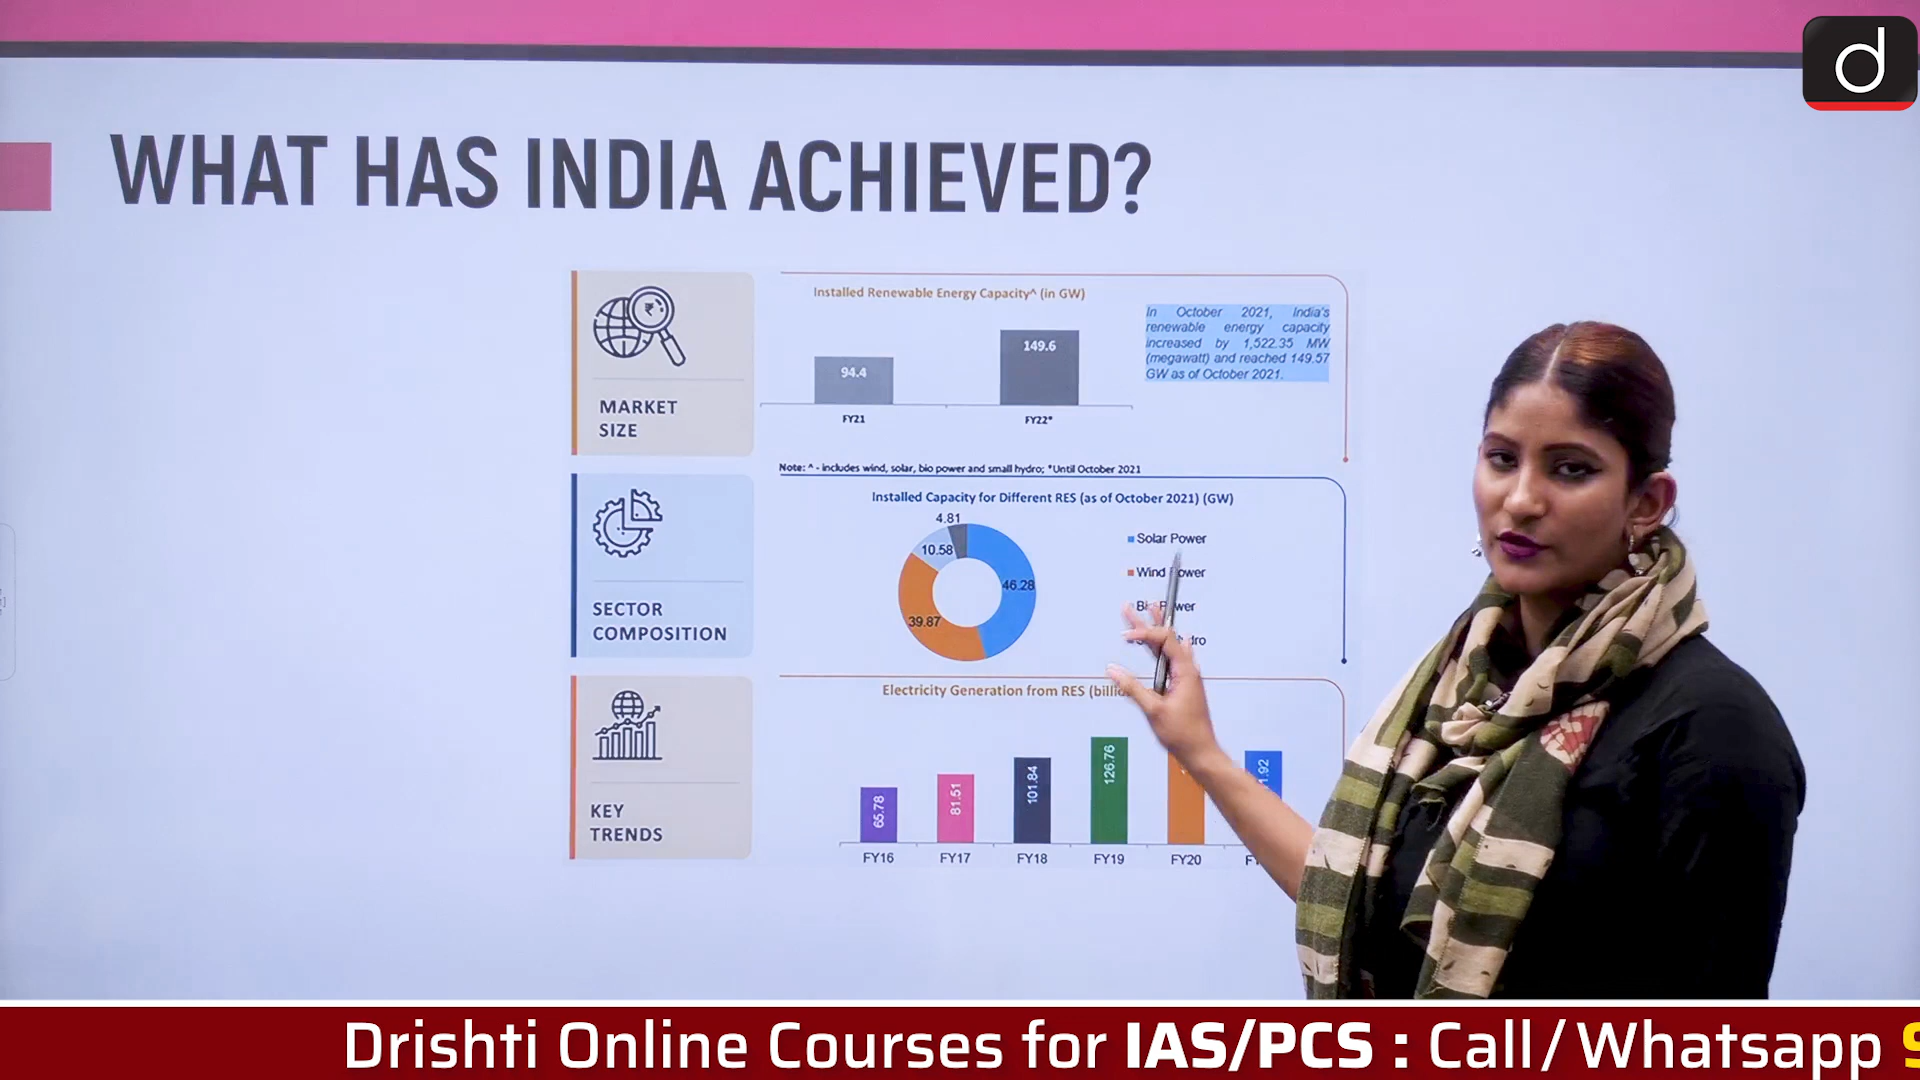 d
WHAT HAS INDIA ACHIEVED?
MARKET
SIZE
Installed Renewable Energy Capacity^ (in GW)
94.4
149.6
FY21
FY22*
In October 2021, India's
renewable energy capacity
increased by 1,522.35 MW
(megawatt) and reached 149.57
GW as of October 2021.
Note: ^ - includes wind, solar, bio power and small hydro; *Until October 2021
SECTOR
COMPOSITION
Installed Capacity for Different RES (as of October 2021) (GW)
4.81
10.58
46.28
39.87
Solar Power
Wind Power
KEY
TRENDS
Electricity Generation from RES
65.78
81.51
101.84
126.76
FY16
FY17
FY18
FY19
FY20
Drishti Online Courses for IAS/PCS : Call/Whatsapp